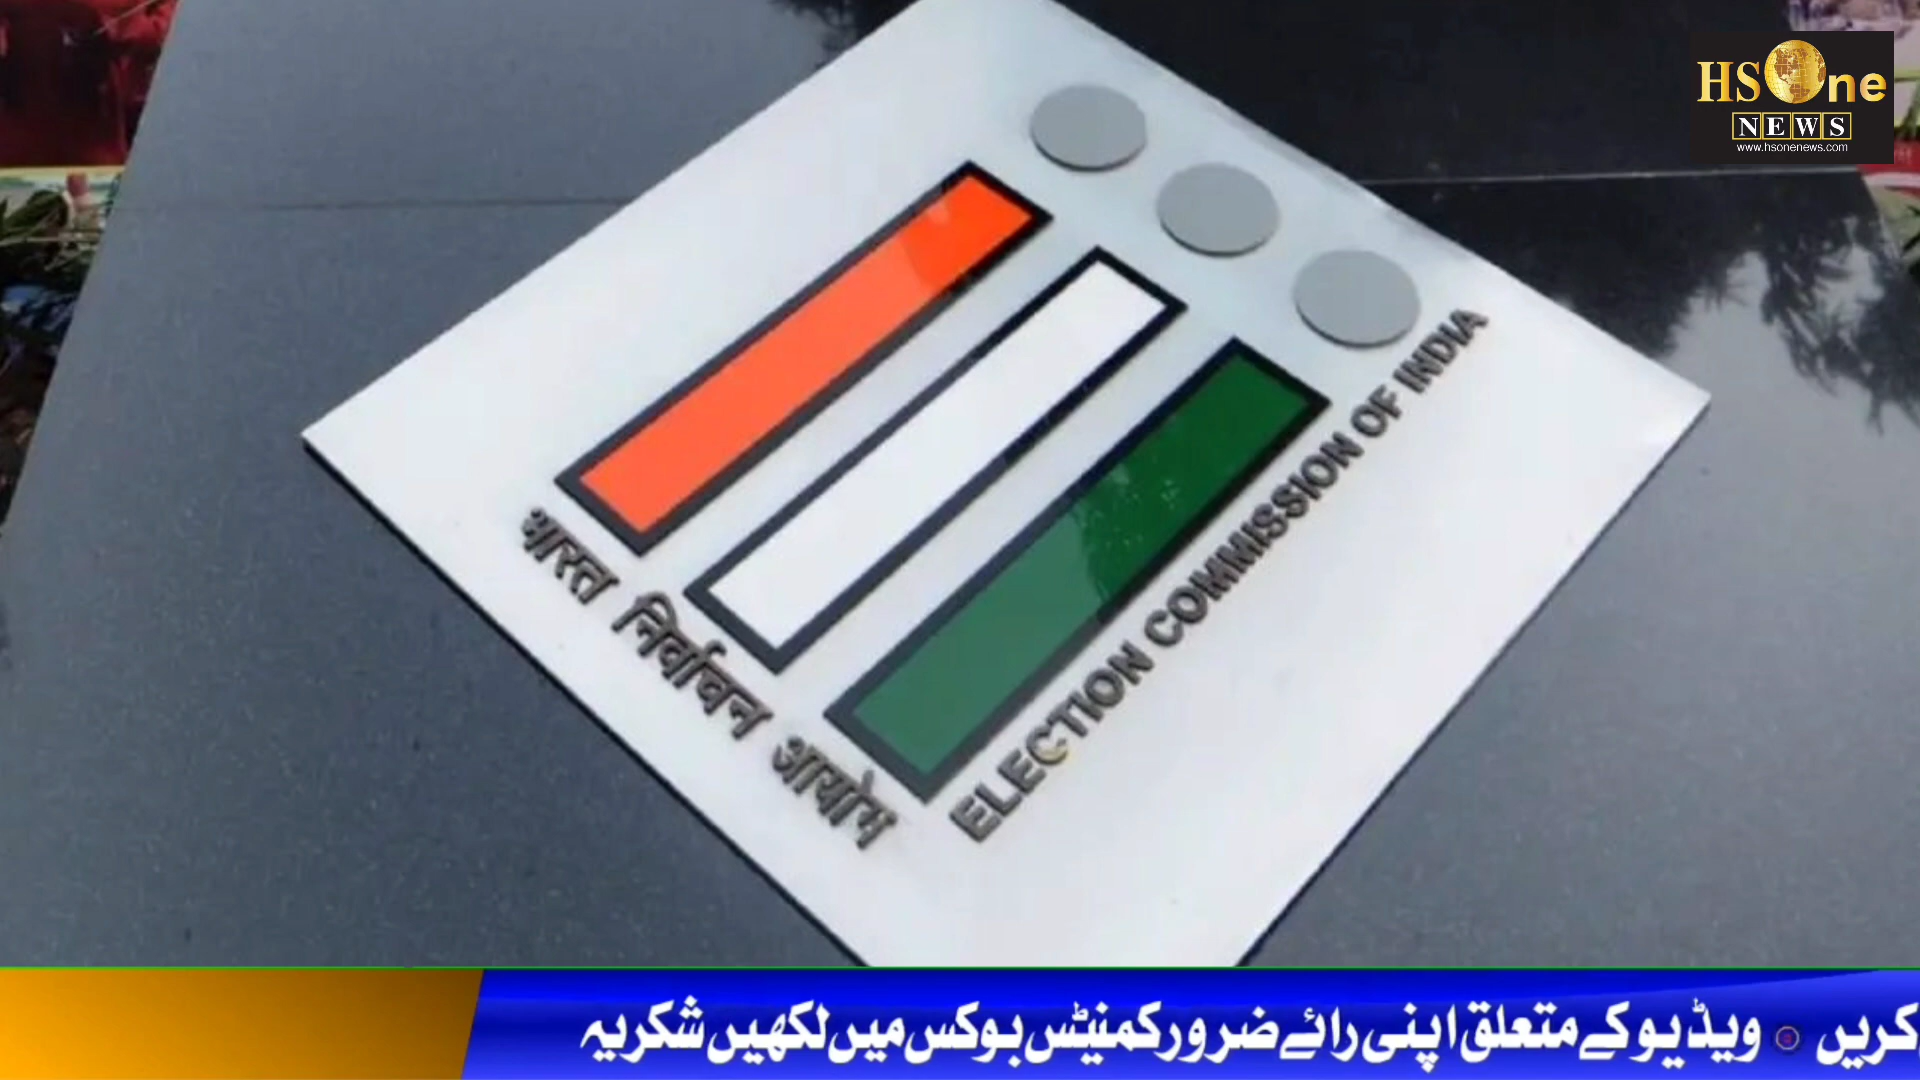 HSOne
NEWS
www.hsonenews.com
भारत निर्वाचन आयोग
ELECTION COMMISSION OF INDIA
کریں ۞ ویڈیو کے متعلق اپنی رائے ضرور کمنیٹس بوکس میں لکھیں شکریہ